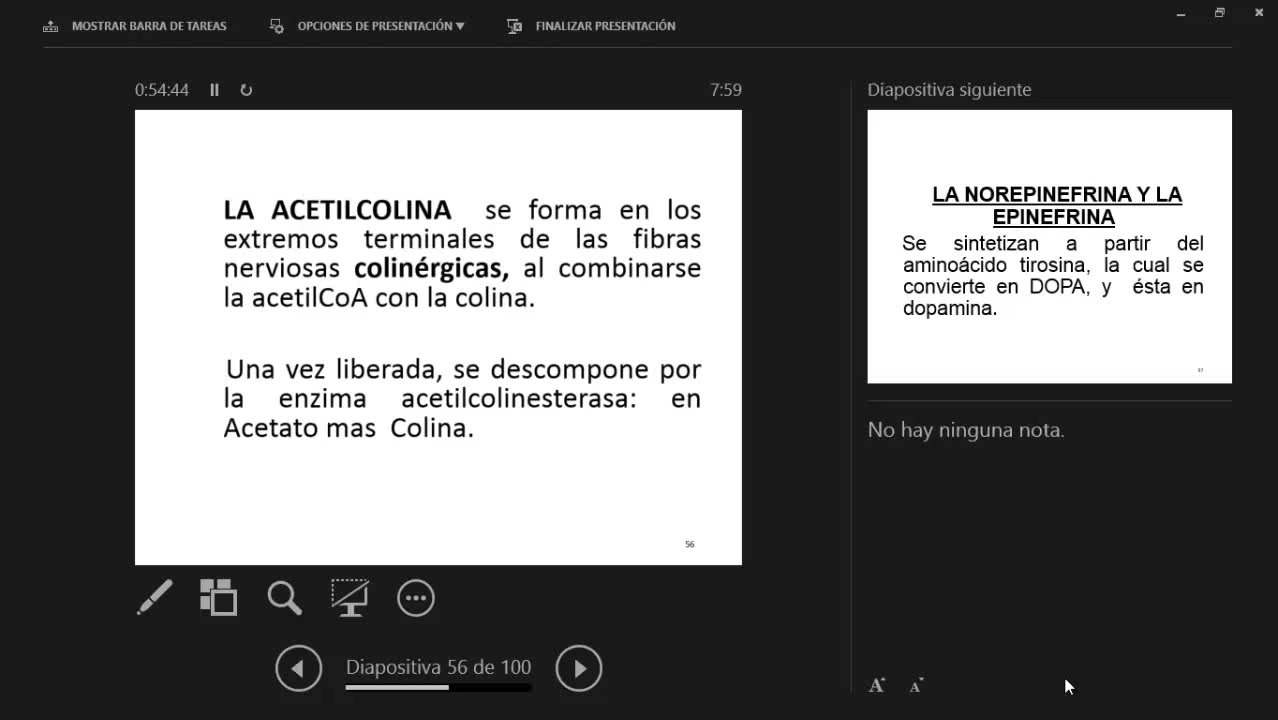 MOSTRAR BARRA DE TAREAS
OPCIONES DE PRESENTACIÓN
FINALIZAR PRESENTACIÓN
0:54:44
7:59
LA ACETILCOLINA se forma en los
extremos terminales de las fibras
nerviosas colinérgicas, al combinarse
la acetilCoA con la colina.
Una vez liberada, se descompone por
la enzima acetilcolinesterasa: en
Acetato mas Colina.
56
Diapositiva 56 de 100
Diapositiva siguiente
LA NOREPINEFRINA Y LA
EPINEFRINA
Se sintetizan a partir del
aminoácido tirosina, la cual se
convierte en DOPA, y ésta en
dopamina.
No hay ninguna nota.
A A